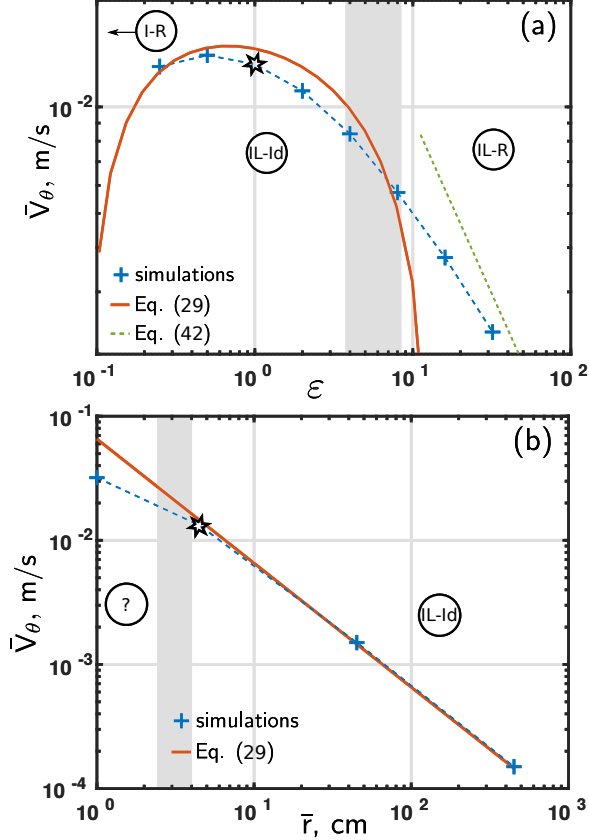 (a)
I-R
10⁻²
IL-Id
IL-R
V̄θ, m/s
simulations
Eq. (29)
Eq. (42)
10⁻¹ 10⁰ 10¹ 10²
ε
10⁻¹
(b)
10⁻²
V̄θ, m/s
?
IL-Id
10⁻³
simulations
Eq. (29)
10⁻⁴
10⁰ 10¹ 10² 10³
r̄, cm